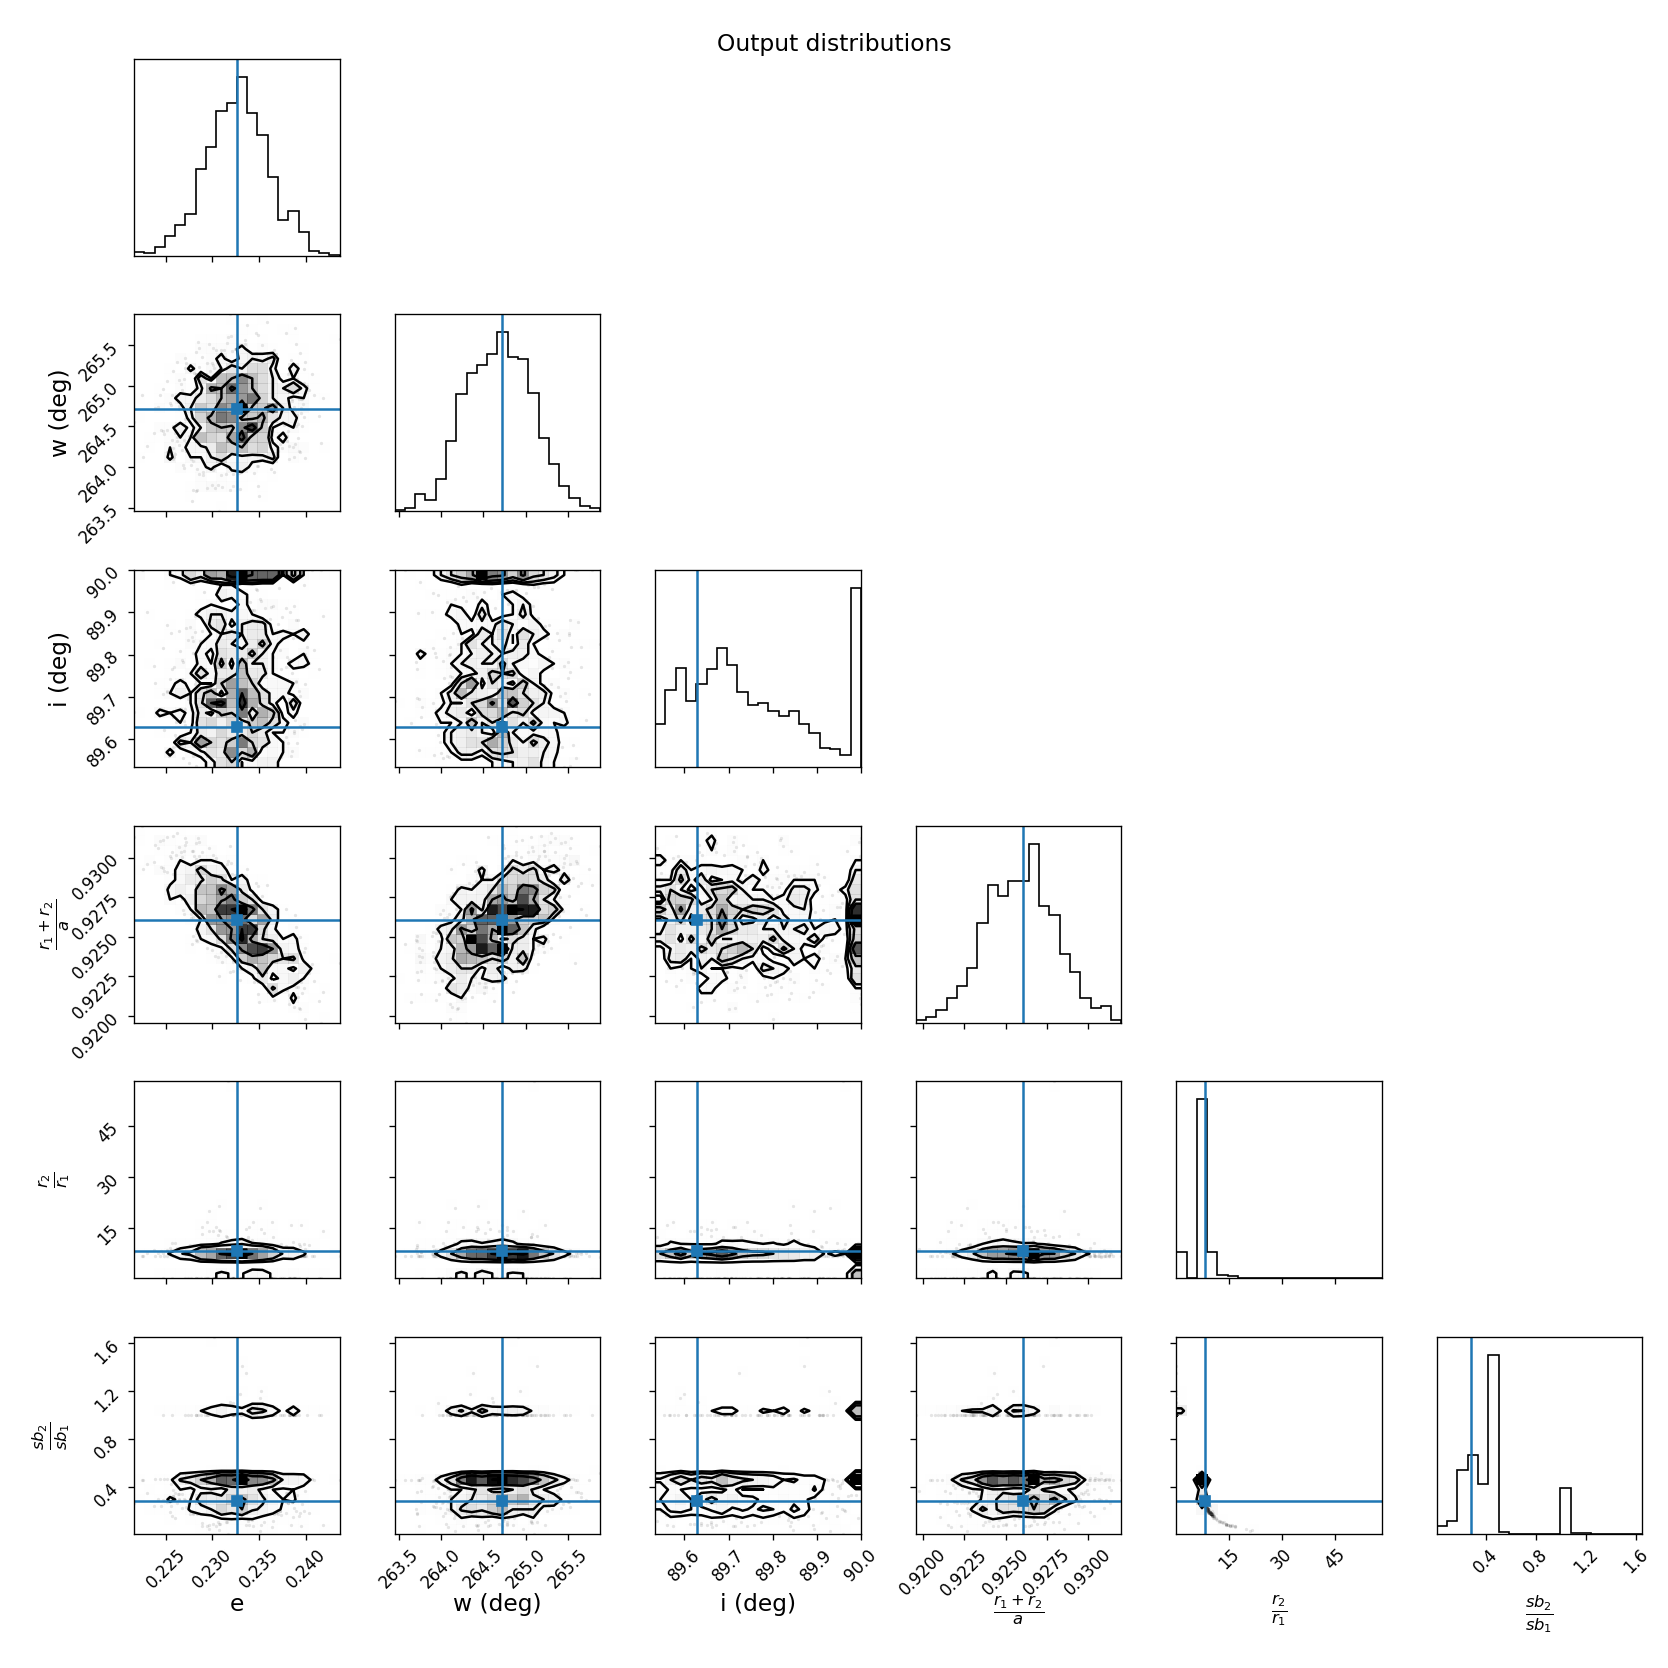 Output distributions
w (deg)
265.5
265.0
264.5
264.0
263.5
i (deg)
90.0
89.9
89.8
89.7
89.6
r₁ + r₂
a
0.9300
0.9275
0.9250
0.9225
0.9200
r₂
r₁
45
30
15
sb₂
sb₁
1.6
1.2
0.8
0.4
0.225 0.230 0.235 0.240
263.5 264.0 264.5 265.0 265.5
89.6 89.7 89.8 89.9 90.0
0.9200 0.9225 0.9250 0.9275 0.9300
15 30 45
0.4 0.8 1.2 1.6
e
w (deg)
i (deg)
r₁ + r₂
a
r₂
r₁
sb₂
sb₁